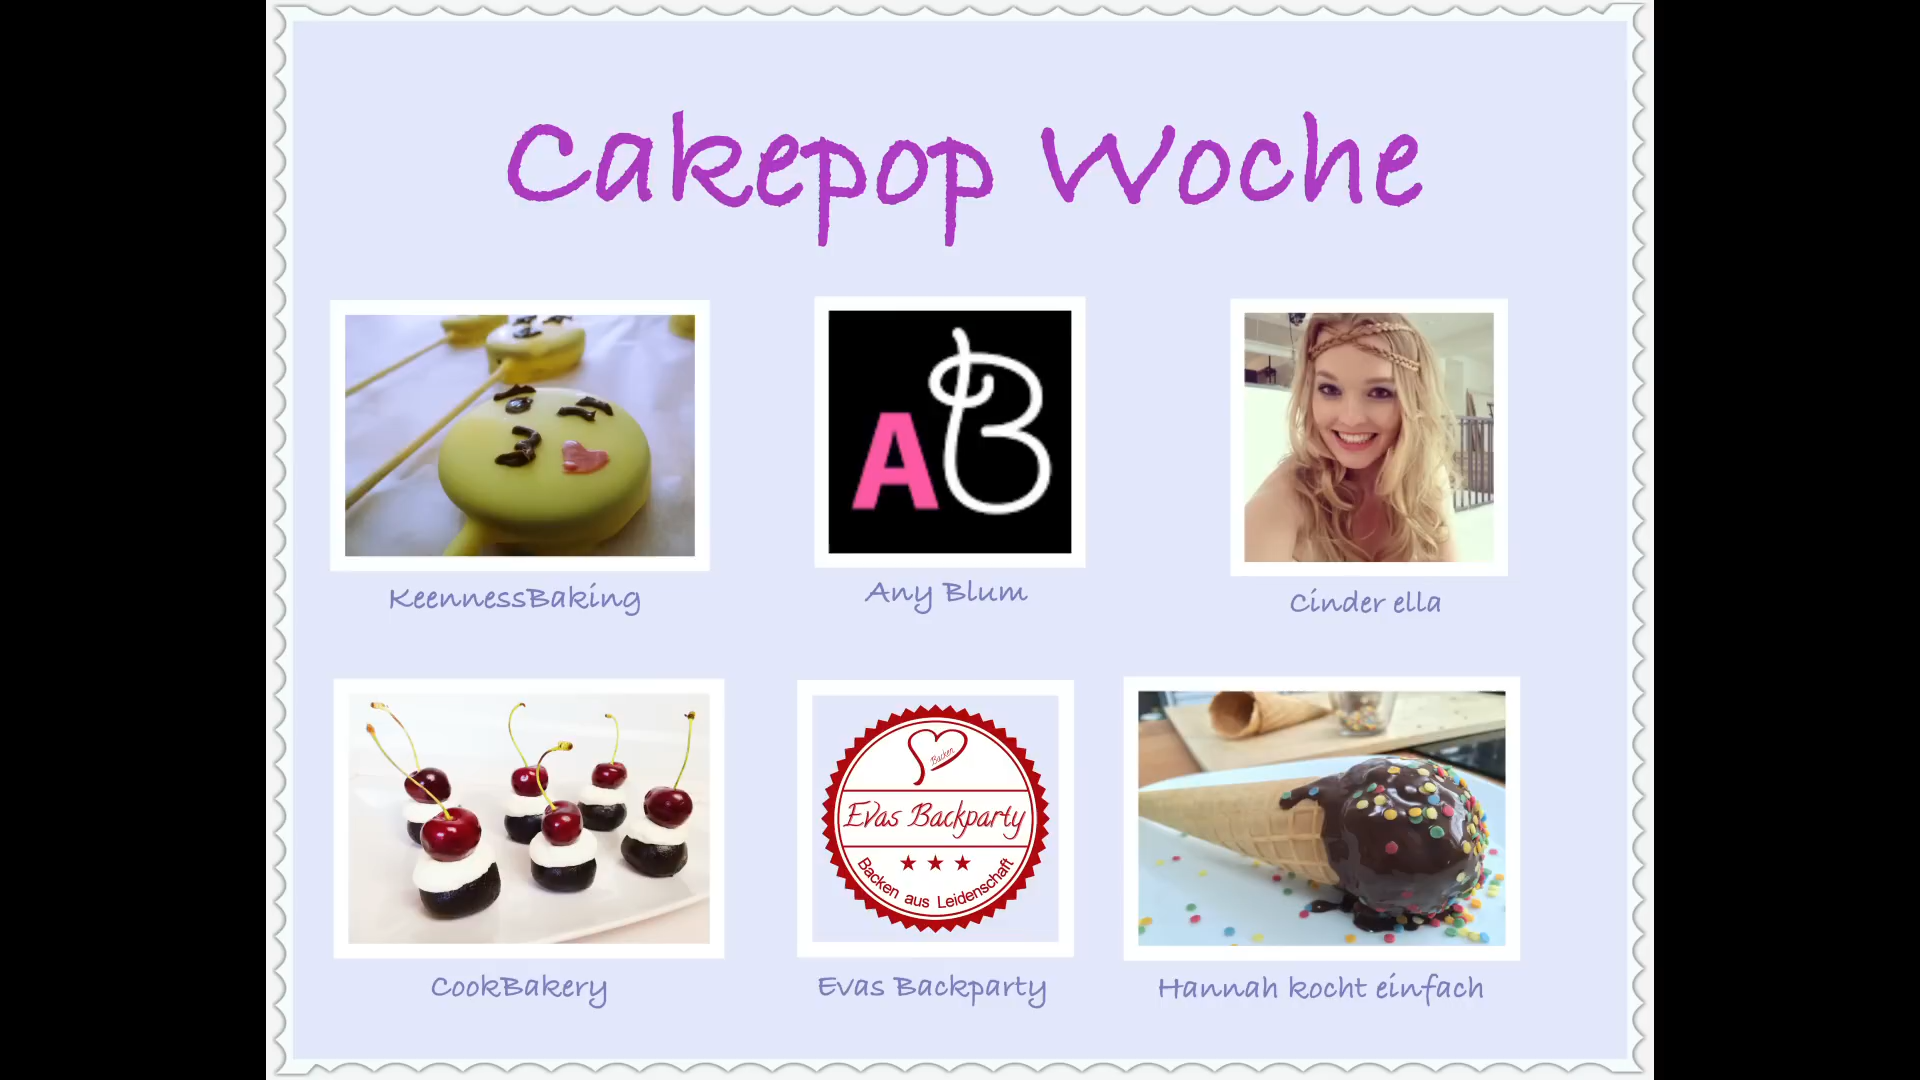 Cakepop Woche
AB
KeennessBaking
Any Blum
Cinder ella
Backen
Evas Backparty
Backen aus Leidenschaft
CookBakery
Evas Backparty
Hannah kocht einfach